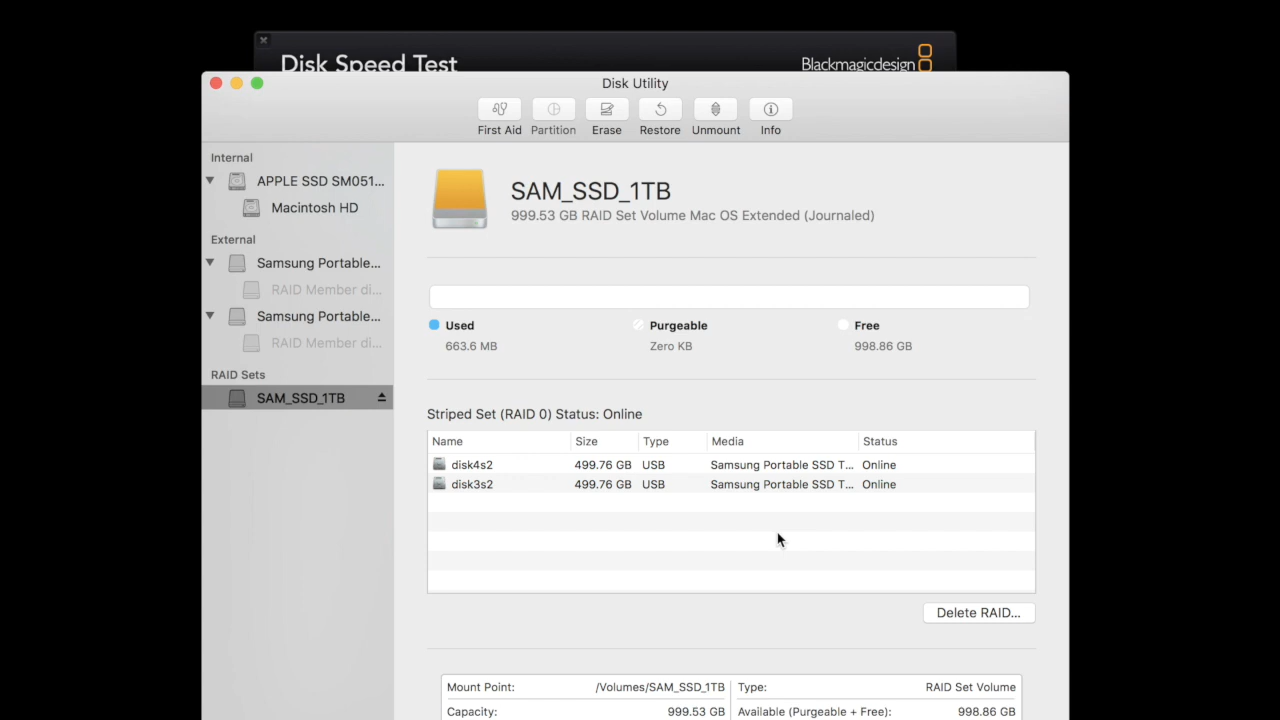 Disk Speed Test
Blackmagicdesign
Disk Utility
First Aid
Partition
Erase
Restore
Unmount
Info
Internal
APPLE SSD SM051...
Macintosh HD
External
Samsung Portable...
RAID Member di...
Samsung Portable...
RAID Member di...
RAID Sets
SAM_SSD_1TB
SAM_SSD_1TB
999.53 GB RAID Set Volume Mac OS Extended (Journaled)
Used
663.6 MB
Purgeable
Zero KB
Free
998.86 GB
Striped Set (RAID 0) Status: Online
Name Size Type Media Status
disk4s2 499.76 GB USB Samsung Portable SSD T... Online
disk3s2 499.76 GB USB Samsung Portable SSD T... Online
Delete RAID...
Mount Point: /Volumes/SAM_SSD_1TB
Type: RAID Set Volume
Capacity: 999.53 GB
Available (Purgeable + Free): 998.86 GB